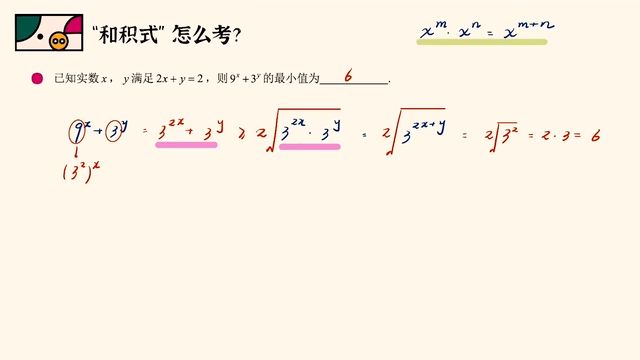 “和积式”怎么考?
x^m · x^n = x^{m+n}
已知实数 x，y 满足 2x + y = 2，则 9^x + 3^y 的最小值为 6 .
9^x + 3^y = 3^{2x} + 3^y ≥ 2√(3^{2x} · 3^y) = 2√(3^{2x+y}) = 2√(3^2) = 2 · 3 = 6
(3^2)^x